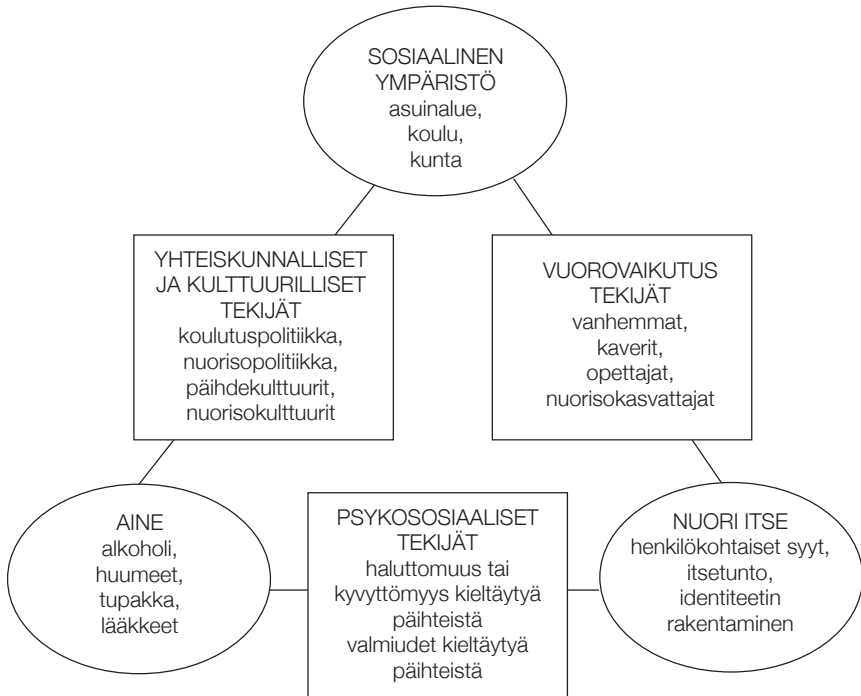 SOSIAALINEN
YMPÄRISTÖ
asuinalue,
koulu,
kunta
YHTEISKUNNALLISET
JA KULTTUURILLISET
TEKIJÄT
koulutuspolitiikka,
nuorisopolitiikka,
päihdekulttuurit,
nuorisokulttuurit
VUOROVAIKUTUS
TEKIJÄT
vanhemmat,
kaverit,
opettajat,
nuorisokasvattajat
AINE
alkoholi,
huumeet,
tupakka,
lääkkeet
PSYKOSOSIAALISET
TEKIJÄT
haluttomuus tai
kyvyttömyys kieltäytyä
päihteistä
valmiudet kieltäytyä
päihteistä
NUORI ITSE
henkilökohtaiset syyt,
itsetunto,
identiteetin
rakentaminen